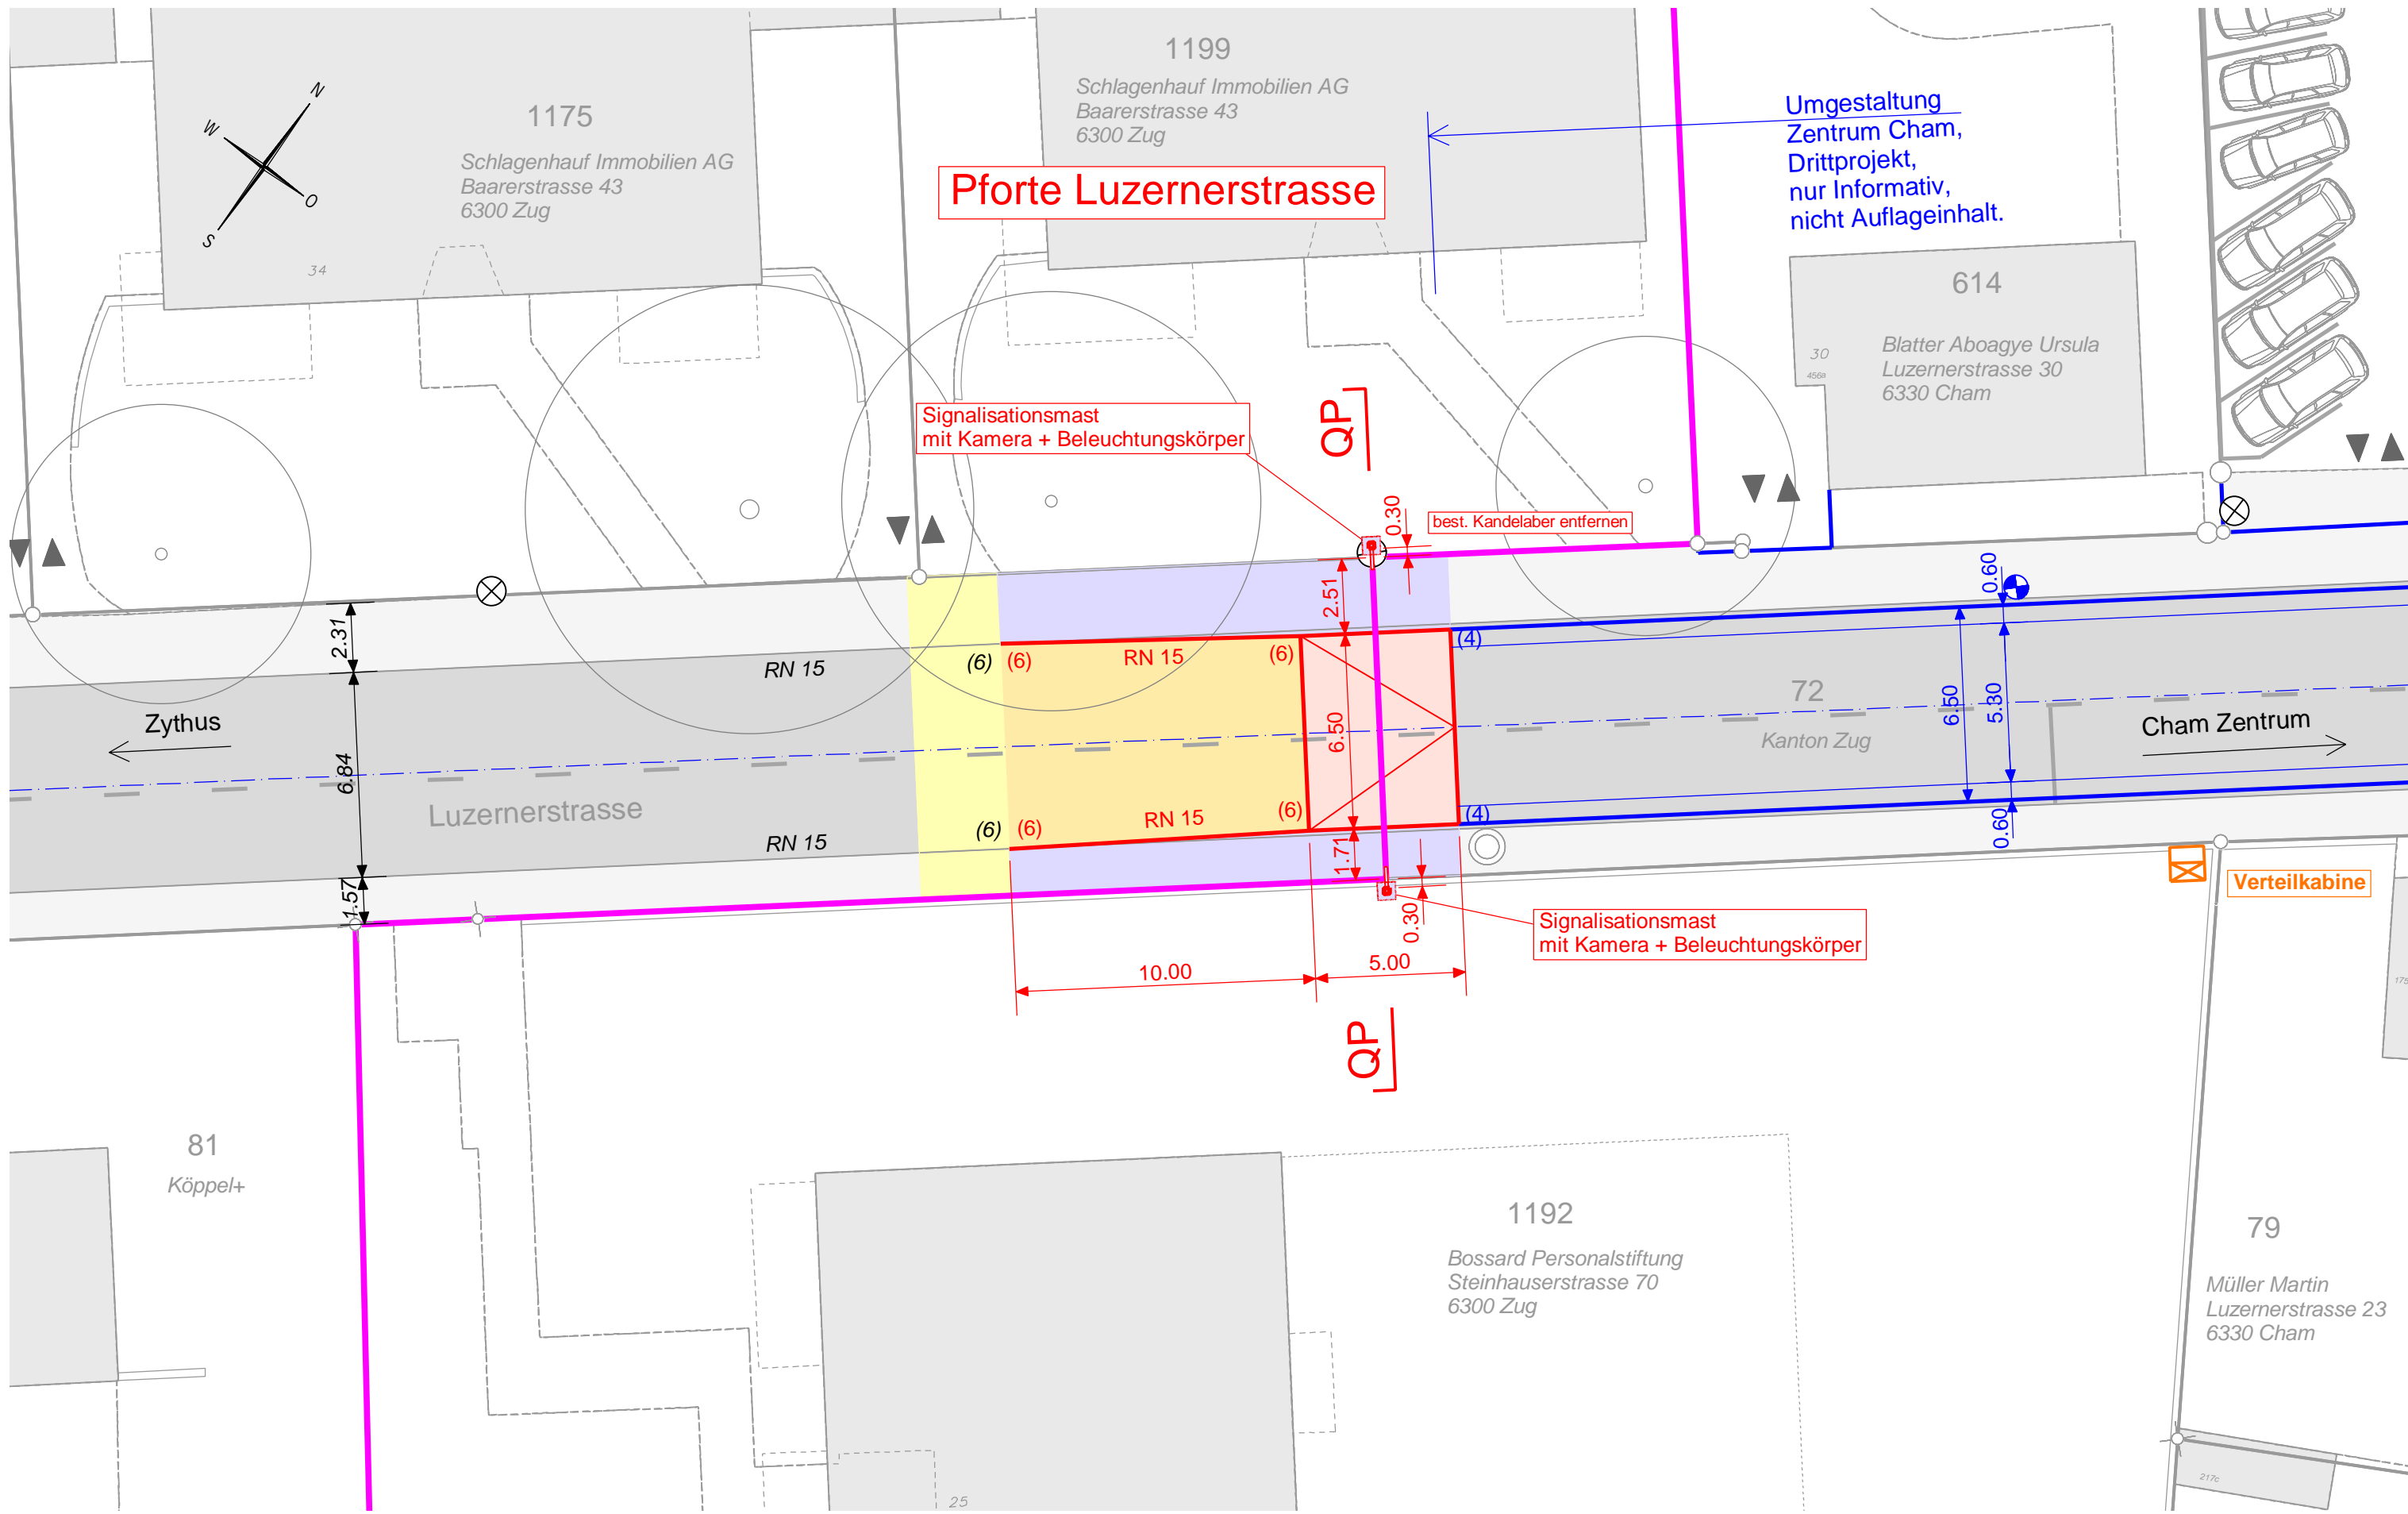 N
W
O
S
1175
Schlagenhauf Immobilien AG
Baarerstrasse 43
6300 Zug
34
1199
Schlagenhauf Immobilien AG
Baarerstrasse 43
6300 Zug
Pforte Luzernerstrasse
Umgestaltung
Zentrum Cham,
Drittprojekt,
nur Informativ,
nicht Auflageinhalt.
614
Blatter Aboagye Ursula
Luzernerstrasse 30
6330 Cham
30
456a
Signalisationsmast
mit Kamera + Beleuchtungskörper
QP
0.30
best. Kandelaber entfernen
2.31
2.51
0.60
RN 15
(6)
(6)
RN 15
(6)
(4)
Zythus
6.84
6.50
72
Kanton Zug
6.50
5.30
Cham Zentrum
Luzernerstrasse
RN 15
(6)
(6)
RN 15
(6)
(4)
1.57
1.71
0.60
0.30
Verteilkabine
Signalisationsmast
mit Kamera + Beleuchtungskörper
10.00
5.00
QP
81
Köppel+
1192
Bossard Personalstiftung
Steinhauserstrasse 70
6300 Zug
25
79
Müller Martin
Luzernerstrasse 23
6330 Cham
217c